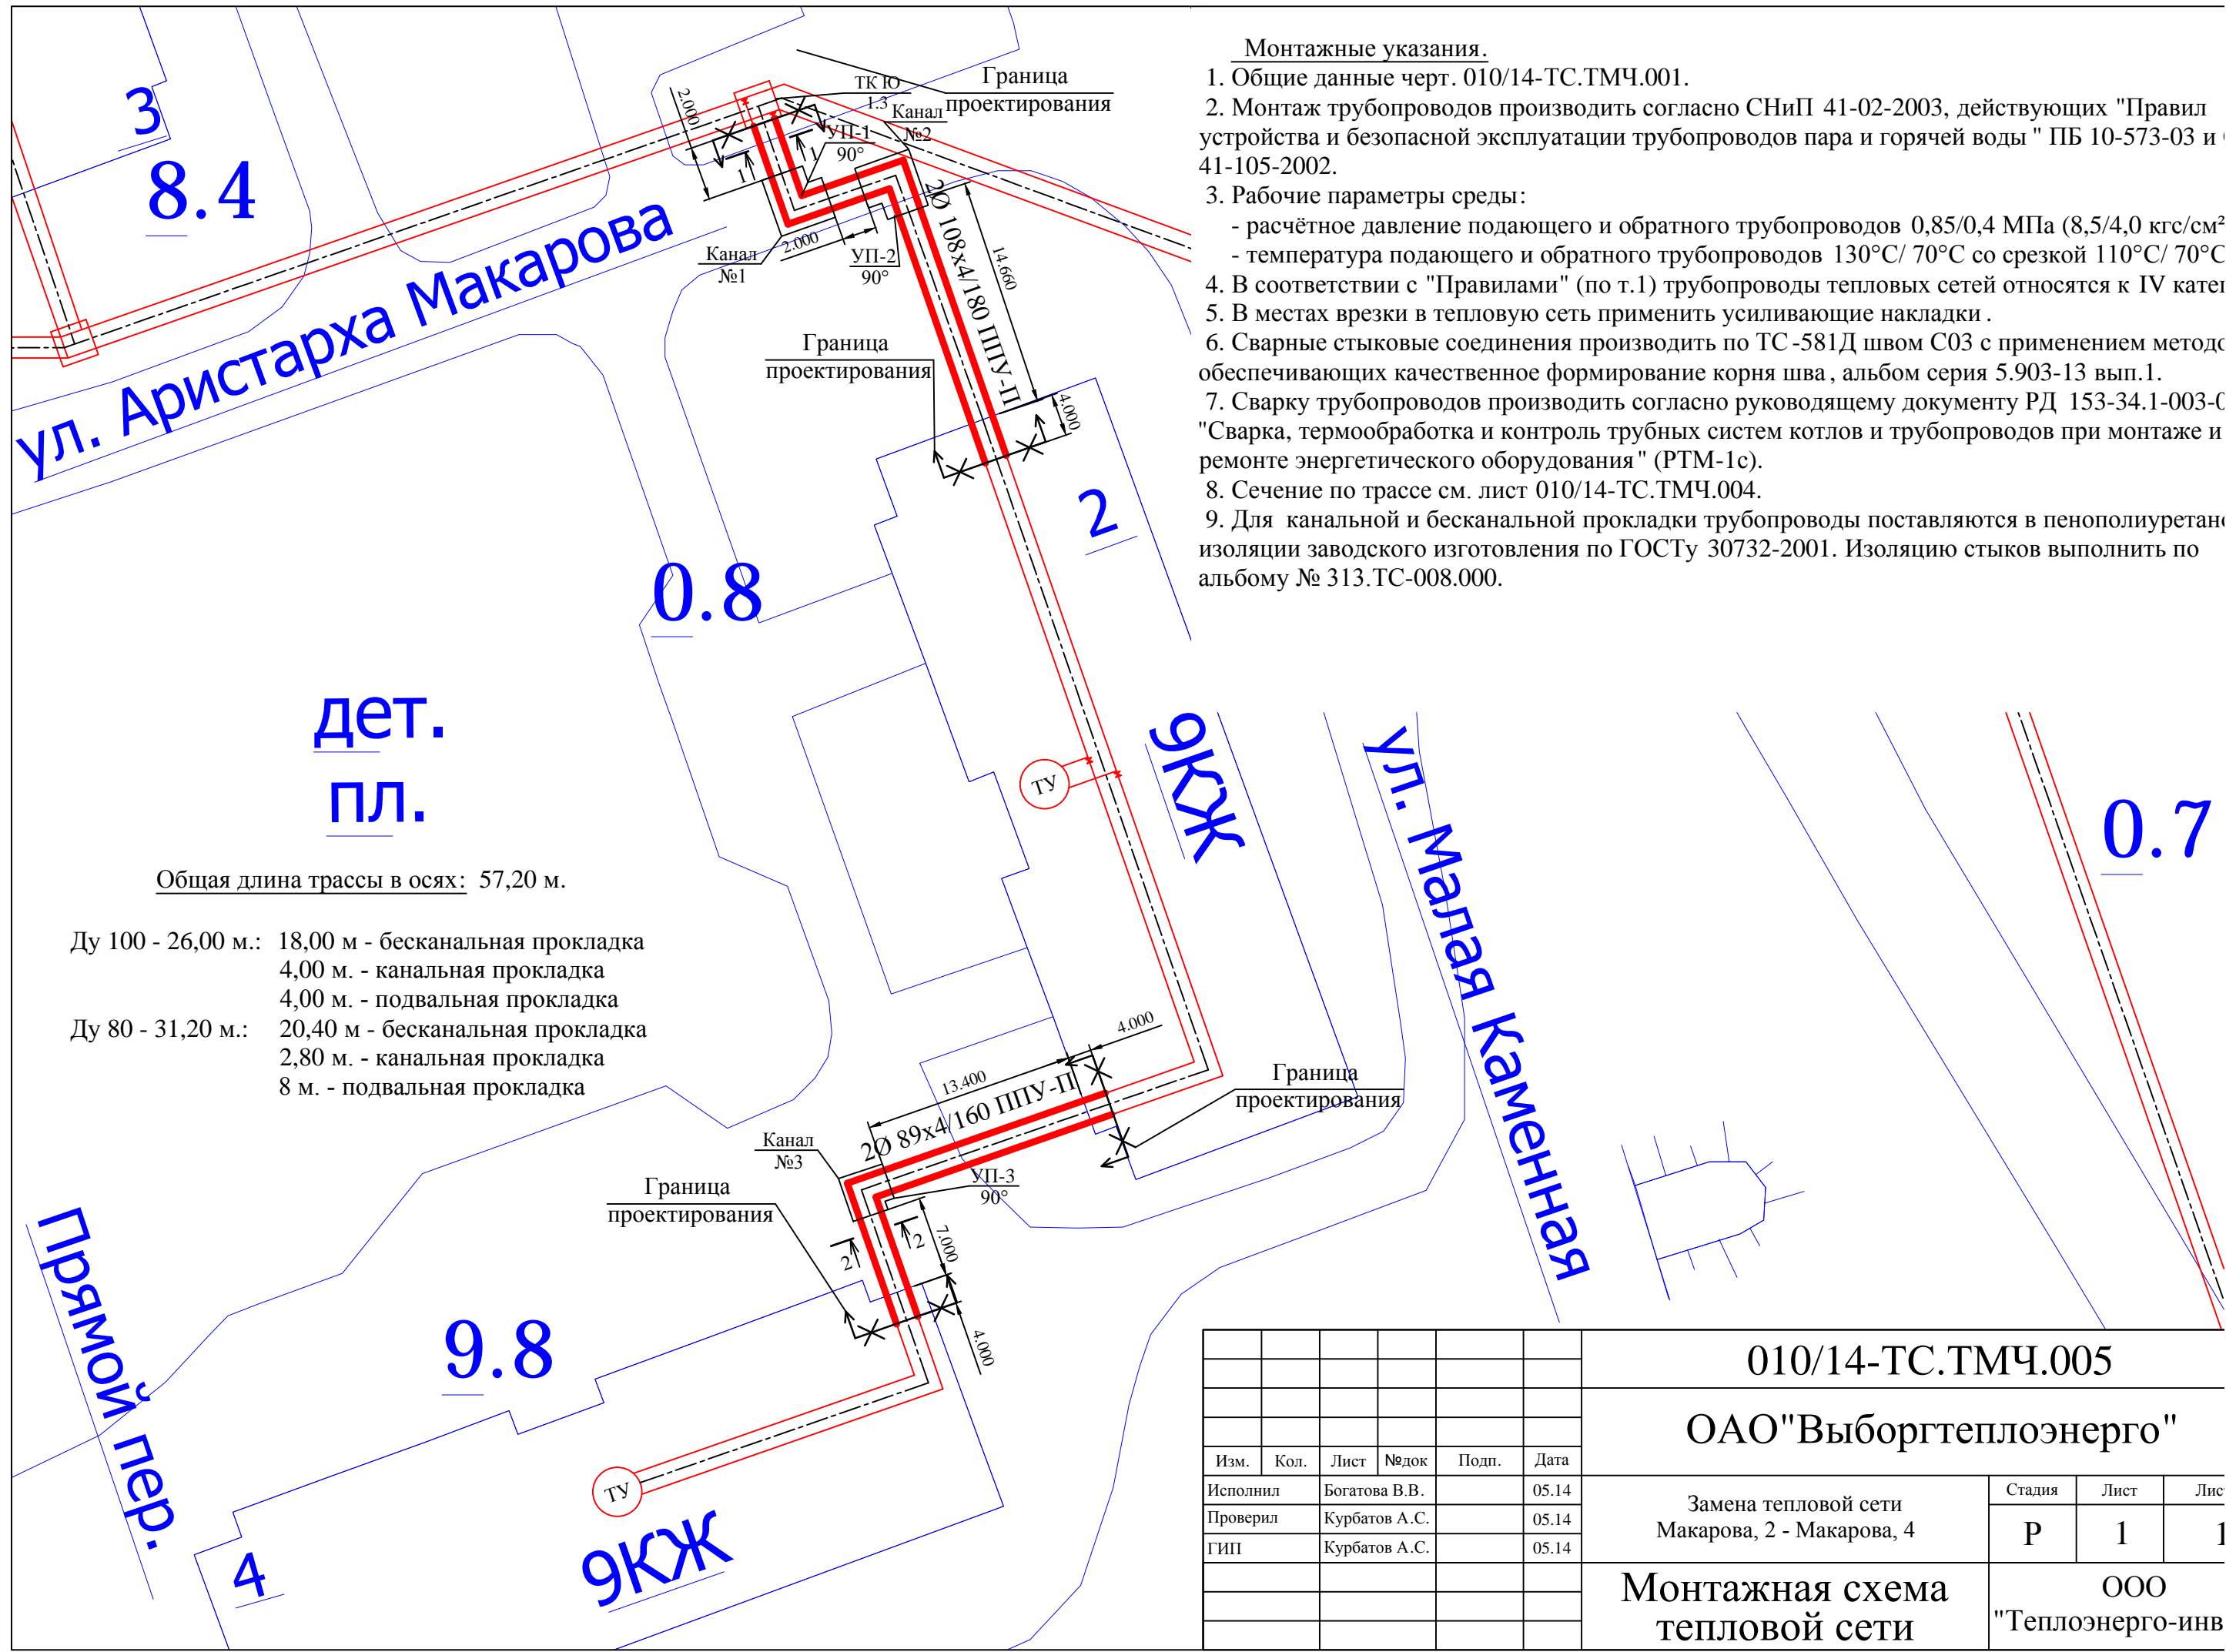 Монтажные указания.
1. Общие данные черт. 010/14-ТС.ТМЧ.001.
2. Монтаж трубопроводов производить согласно СНиП 41-02-2003, действующих "Правил
устройства и безопасной эксплуатации трубопроводов пара и горячей воды" ПБ 10-573-03 и
41-105-2002.
3. Рабочие параметры среды:
- расчётное давление подающего и обратного трубопроводов 0,85/0,4 МПа (8,5/4,0 кгс/см²
- температура подающего и обратного трубопроводов 130°С/ 70°С со срезкой 110°С/ 70°С
4. В соответствии с "Правилами" (по т.1) трубопроводы тепловых сетей относятся к IV
5. В местах врезки в тепловую сеть применить усиливающие накладки.
6. Сварные стыковые соединения производить по ТС-581Д швом С03 с применением
обеспечивающих качественное формирование корня шва, альбом серия 5.903-13 вып.1.
7. Сварку трубопроводов производить согласно руководящему документу РД 153-34.1-003-0
"Сварка, термообработка и контроль трубных систем котлов и трубопроводов при монтаже и
ремонте энергетического оборудования" (РТМ-1с).
8. Сечение по трассе см. лист 010/14-ТС.ТМЧ.004.
9. Для канальной и бесканальной прокладки трубопроводы поставляются в
изоляции заводского изготовления по ГОСТу 30732-2001. Изоляцию стыков выполнить по
альбому № 313.ТС-008.000.
3
8.4
ул. Аристарха Макарова
2.000
ТК Ю
1.3
Граница
проектирования
Канал
№2
УП-1
90°
1
1
Канал
№1
2.000
УП-2
90°
2Ø 108х4/180 ППУ-П
14.660
Граница
проектирования
4.000
2
0.8
дет.
пл.
ТУ
9КЖ
ул. Малая Каменная
0.7
Общая длина трассы в осях: 57,20 м.
Ду 100 - 26,00 м.: 18,00 м - бесканальная прокладка
4,00 м. - канальная прокладка
4,00 м. - подвальная прокладка
Ду 80 - 31,20 м.: 20,40 м - бесканальная прокладка
2,80 м. - канальная прокладка
8 м. - подвальная прокладка
4.000
13.400
2Ø 89х4/160 ППУ-П
Граница
проектирования
Канал
№3
УП-3
90°
Граница
проектирования
2
2
7.000
4.000
Прямой пер.
9.8
ТУ
4
9КЖ
010/14-ТС.ТМЧ.005
ОАО"Выборгтеплоэнерго"
Изм. Кол. Лист №док Подп. Дата
Исполнил Богатова В.В. 05.14
Проверил Курбатов А.С. 05.14
ГИП Курбатов А.С. 05.14
Замена тепловой сети
Макарова, 2 - Макарова, 4
Стадия Лист
Р 1 1
Монтажная схема
тепловой сети
ООО
"Теплоэнерго-инв